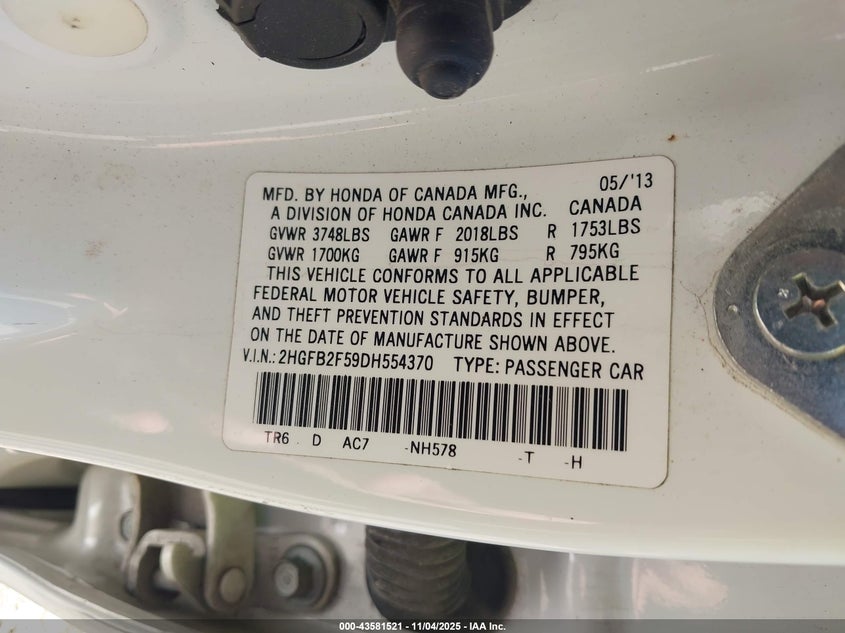 MFD. BY HONDA OF CANADA MFG., 05/'13
A DIVISION OF HONDA CANADA INC. CANADA
GVWR 3748LBS GAWR F 2018LBS R 1753LBS
GVWR 1700KG GAWR F 915KG R 795KG
THIS VEHICLE CONFORMS TO ALL APPLICABLE
FEDERAL MOTOR VEHICLE SAFETY, BUMPER,
AND THEFT PREVENTION STANDARDS IN EFFECT
ON THE DATE OF MANUFACTURE SHOWN ABOVE.
V.I.N.: 2HGFB2F59DH554370 TYPE: PASSENGER CAR
TR6 D AC7 -NH578 -T -H
000-43581521 - 11/04/2025 - IAA Inc.